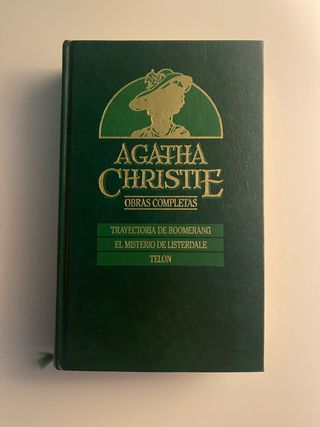 AGATHA
CHRISTIE
OBRAS COMPLETAS
TRAYECTORIA DE BOOMERANG
EL MISTERIO DE LISTERDALE
TELON